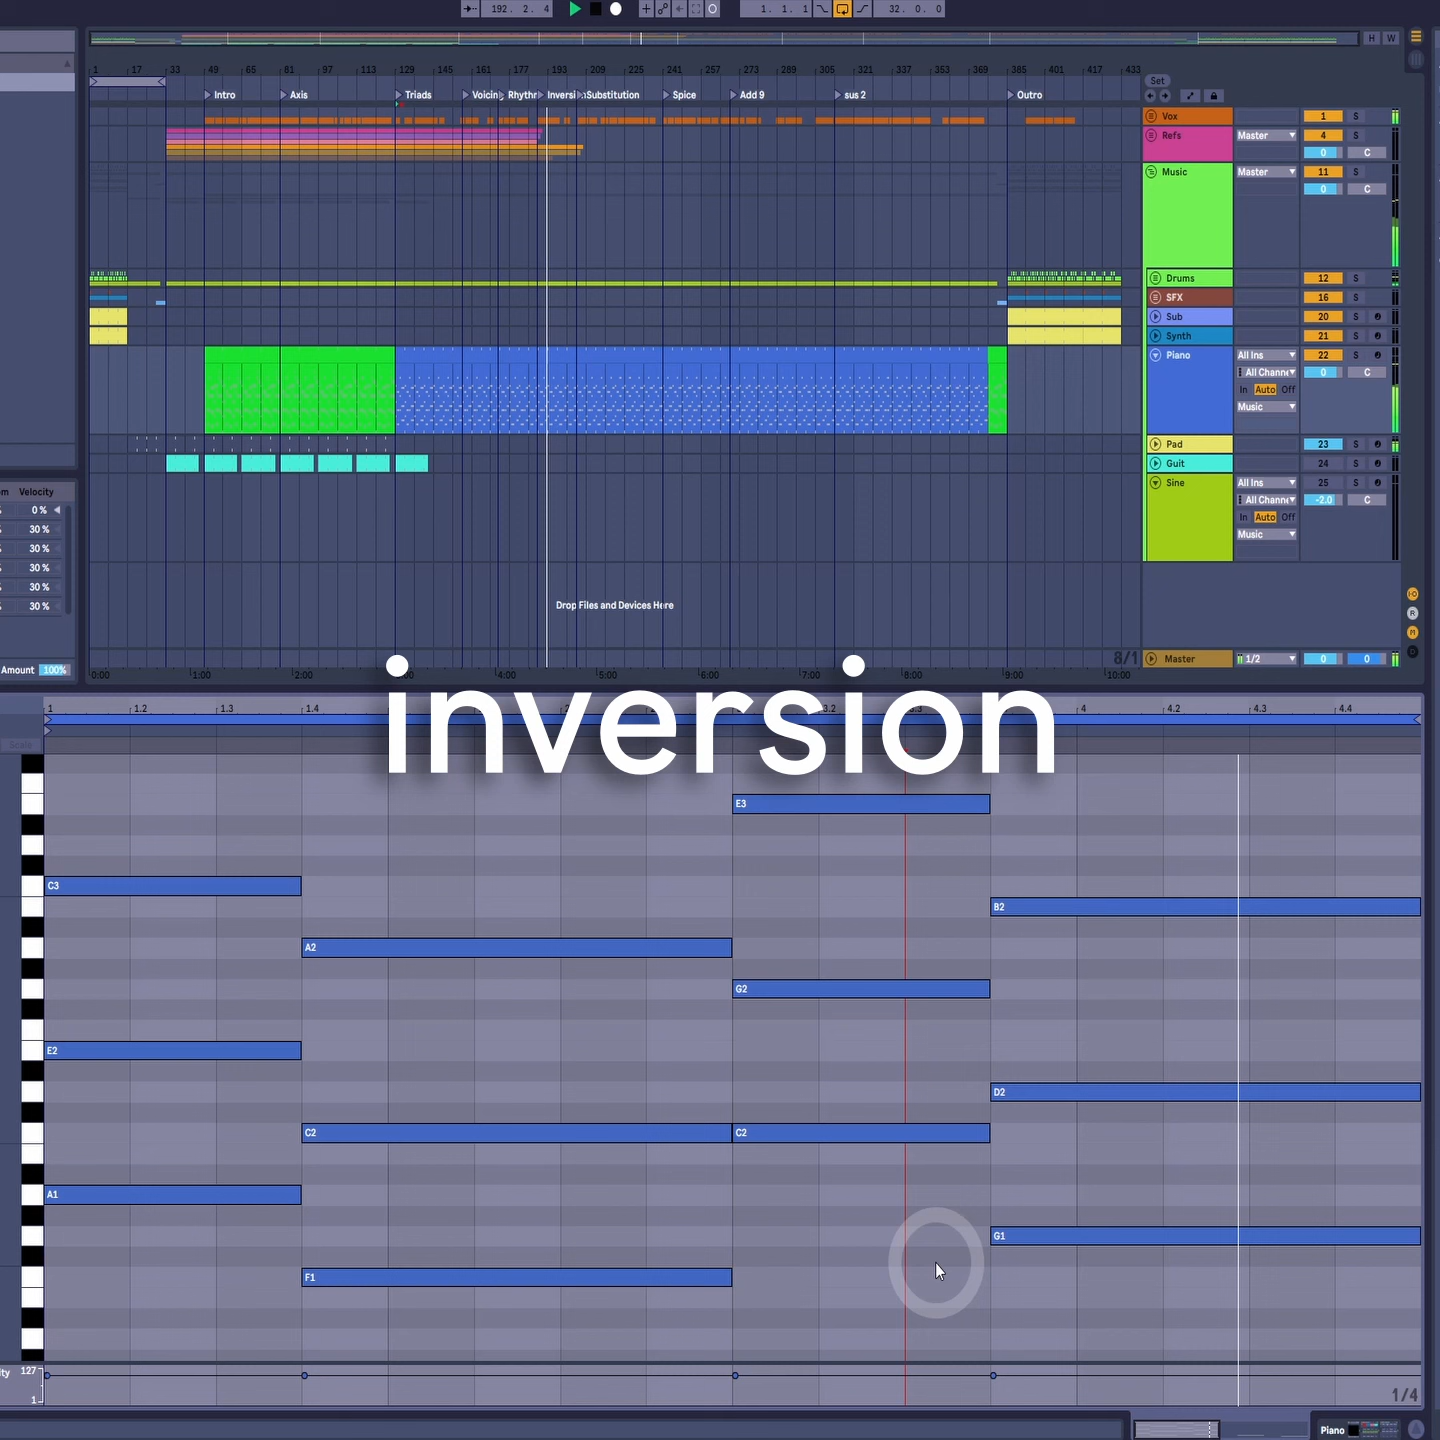 192. 2. 4
1. 1. 1
32. 0. 0
H W
1 17 33 49 65 81 97 113 129 145 161 177 193 209 225 241 257 273 289 305 321 337 353 369 385 401 417 433
Set
Intro Axis Triads Rhythr Substitution Spice Add 9 sus 2 Outro
Vox 1 S
Refs Master 4 S
0 C
Music Master 11 S
0 C
Drums 12 S
SFX 16 S
Sub 20 S
Synth 21 S
Piano All Ins 22 S
All Channe 0 C
In Auto Off
Music
Pad 23 S
Guit 24 S
Sine All Ins 25 S
All Channe -2.0 C
In Auto Off
Music
m Velocity
0 %
30 %
30 %
30 %
30 %
30 %
Amount 100%
Drop Files and Devices Here
8/1
Master 1/2 0 0
0:00 1:00 2:00 4:00 5:00 6:00 7:00 8:00 9:00 10:00
inversion
1 1.2 1.3 1.4 3.2 3.3 4 4.2 4.3 4.4
Scale
E3
C3
B2
A2
G2
E2
D2
C2 C2
A1
G1
F1
ity 127
1
1/4
Piano